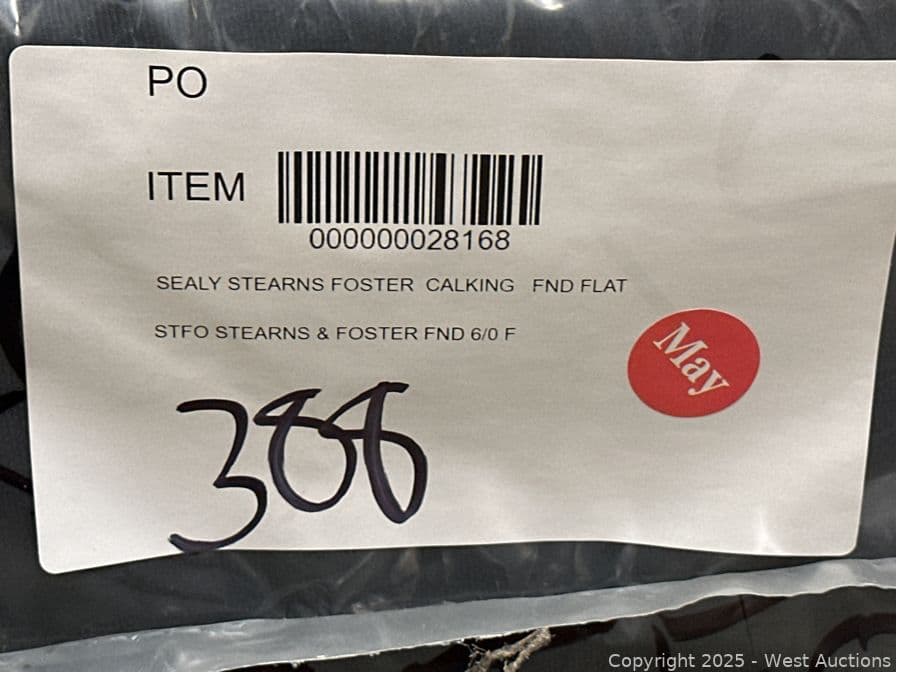 PO
ITEM
000000028168
SEALY STEARNS FOSTER CALKING FND FLAT
STFO STEARNS & FOSTER FND 6/0 F
May
388
Copyright 2025 - West Auctions